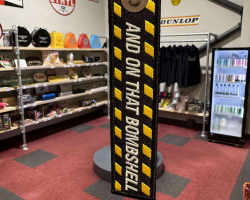 DUNLOP
AND ON THAT BOMBSHELL